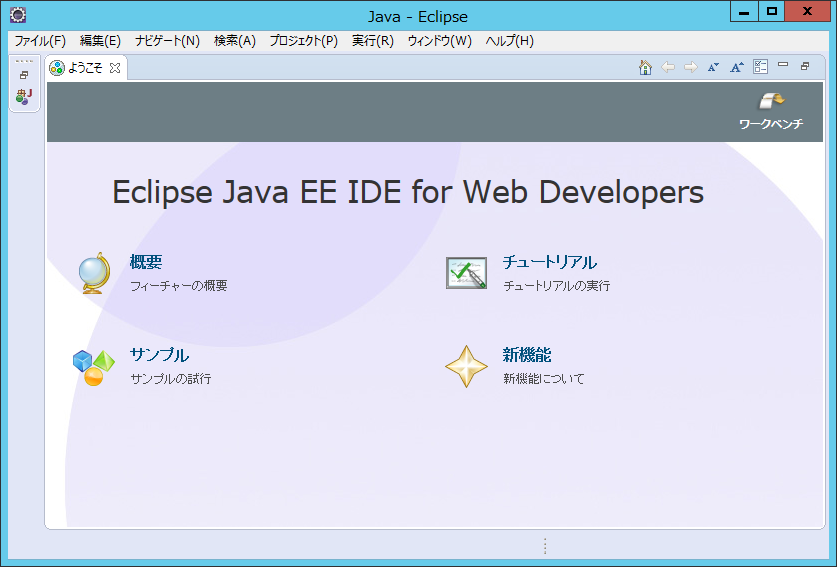 Java - Eclipse
ファイル(F) 編集(E) ナビゲート(N) 検索(A) プロジェクト(P) 実行(R) ウィンドウ(W) ヘルプ(H)
ようこそ
ワークベンチ
Eclipse Java EE IDE for Web Developers
概要
フィーチャーの概要
チュートリアル
チュートリアルの実行
サンプル
サンプルの試行
新機能
新機能について